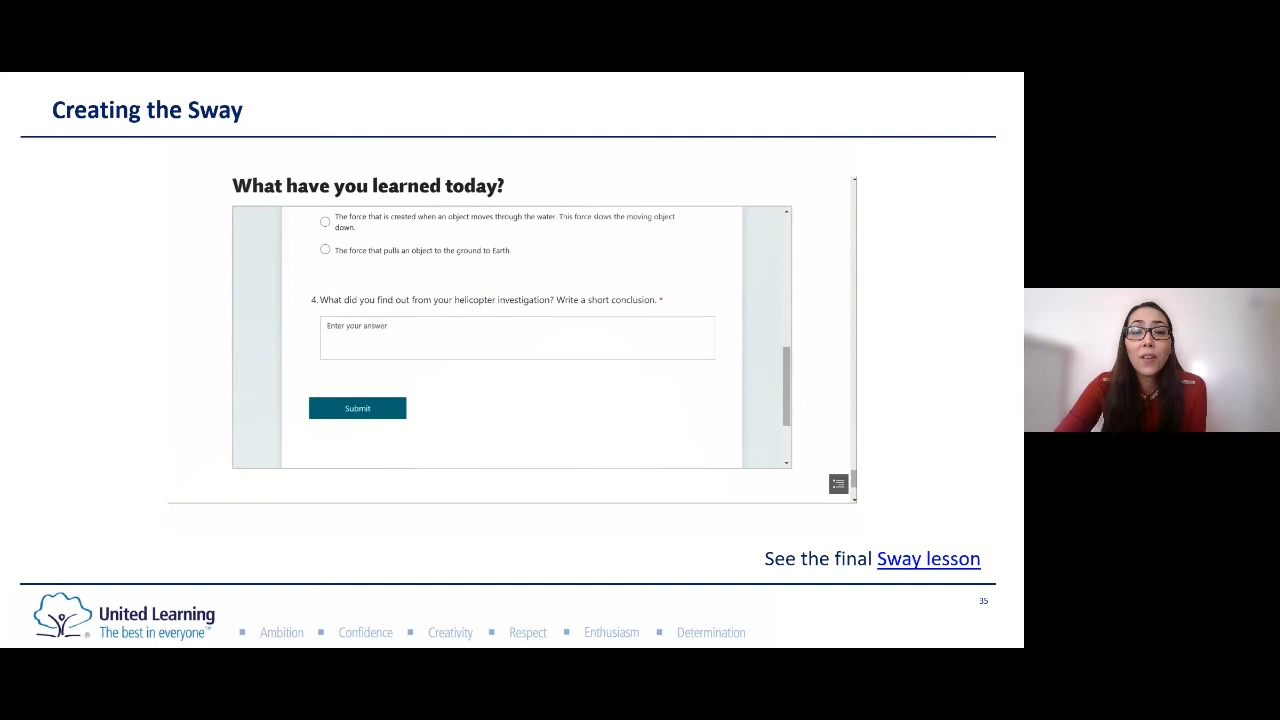 Creating the Sway
What have you learned today?
The force that is created when an object moves through the water. This force slows the moving object
down.
The force that pulls an object to the ground to Earth.
4. What did you find out from your helicopter investigation? Write a short conclusion. *
Enter your answer
Submit
See the final Sway lesson
35
United Learning
The best in everyone™
®
Ambition
Confidence
Creativity
Respect
Enthusiasm
Determination